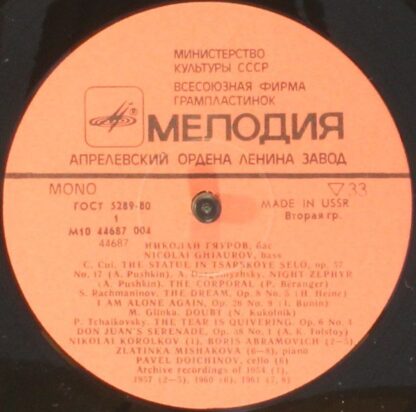 МИНИСТЕРСТВО
КУЛЬТУРЫ СССР
ВСЕСОЮЗНАЯ ФИРМА
ГРАМПЛАСТИНОК
МЕЛОДИЯ
АПРЕЛЕВСКИЙ ОРДЕНА ЛЕНИНА ЗАВОД
MONO
▽33
ГОСТ 5289-80
MADE IN USSR
1
Вторая гр.
М10 44687 004
44687
НИКОЛАЙ ГЯУРОВ, бас
NICOLAI GHIAUROV, bass
C. Cui. THE STATUE IN TSARSKOYE SELO, op. 57
No. 17 (A. Pushkin). A. Dargomyzhsky. NIGHT ZEPHYR
(A. Pushkin). THE CORPORAL (P. Beranger)
S. Rachmaninov. THE DREAM, Op. 8 No. 5 (H. Heine)
I AM ALONE AGAIN, Op. 26 No. 9 (I. Bunin)
M. Glinka. DOUBT (N. Kukolnik)
P. Tchaikovsky. THE TEAR IS QUIVERING, Op. 6 No. 4
DON JUAN'S SERENADE, Op. 38 No. 1 (A. K. Tolstoy)
NIKOLAI KOROLKOV (1), BORIS ABRAMOVICH (2—5),
ZLATINKA MISHAKOVA (6—8), piano
PAVEL DOICHINOV, cello (6)
Archive recordings of 1954 (1),
1957 (2—5), 1960 (6), 1961 (7, 8)